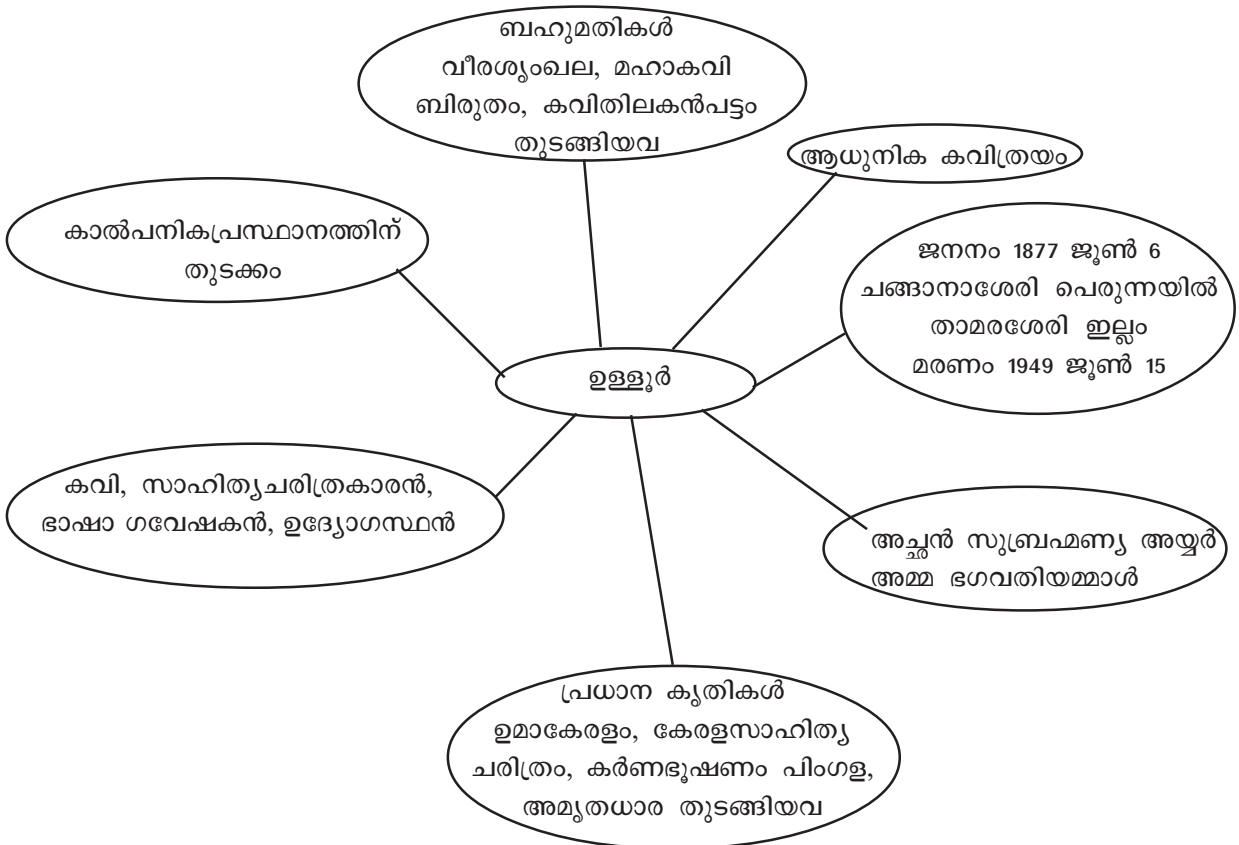 ബഹുമതികൾ
വീരശൃംഖല, മഹാകവി
ബിരുതം, കവിതിലകൻപട്ടം
തുടങ്ങിയവ
ആധുനിക കവിത്രയം
കാൽപനികപ്രസ്ഥാനത്തിന്
തുടക്കം
ജനനം 1877 ജൂൺ 6
ചങ്ങാനാശേരി പെരുന്നയിൽ
താമരശേരി ഇല്ലം
മരണം 1949 ജൂൺ 15
ഉള്ളൂർ
കവി, സാഹിത്യചരിത്രകാരൻ,
ഭാഷാ ഗവേഷകൻ, ഉദ്യോഗസ്ഥൻ
അച്ഛൻ സുബ്രഹ്മണ്യ അയ്യർ
അമ്മ ഭഗവതിയമ്മാൾ
പ്രധാന കൃതികൾ
ഉമാകേരളം, കേരളസാഹിത്യ
ചരിത്രം, കർണഭൂഷണം പിംഗള,
അമൃതധാര തുടങ്ങിയവ